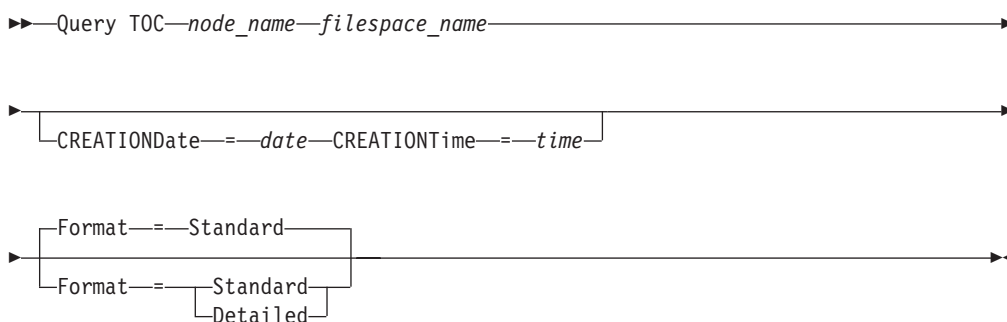 Query TOC node_name filespace_name
CREATIONDate = date CREATIONTime = time
Format = Standard
Format = Standard
Detailed